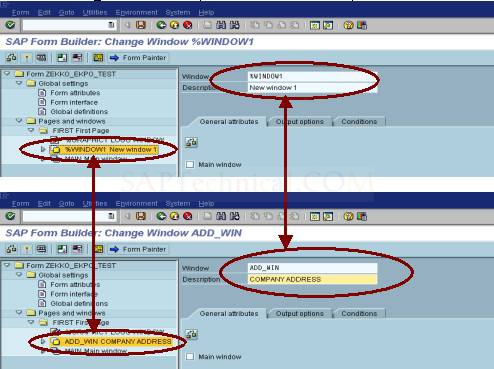 Form Edit Goto Utilities Environment System Help
SAP Form Builder: Change Window %WINDOW1
Form Painter
Form ZEKKO_EKPO_TEST
Global settings
Form attributes
Form interface
Global definitions
Pages and windows
FIRST First Page
%WINDOW1 New window 1
MAIN Main window
Window %WINDOW1
Description New window 1
General attributes Output options Conditions
Main window
SAPTechnical.COM
Form Edit Goto Utilities Environment System Help
SAP Form Builder: Change Window ADD_WIN
Form Painter
Form ZEKKO_EKPO_TEST
Global settings
Form attributes
Form interface
Global definitions
Pages and windows
FIRST First Page
ADD_WIN COMPANY ADDRESS
MAIN Main window
Window ADD_WIN
Description COMPANY ADDRESS
General attributes Output options Conditions
Main window